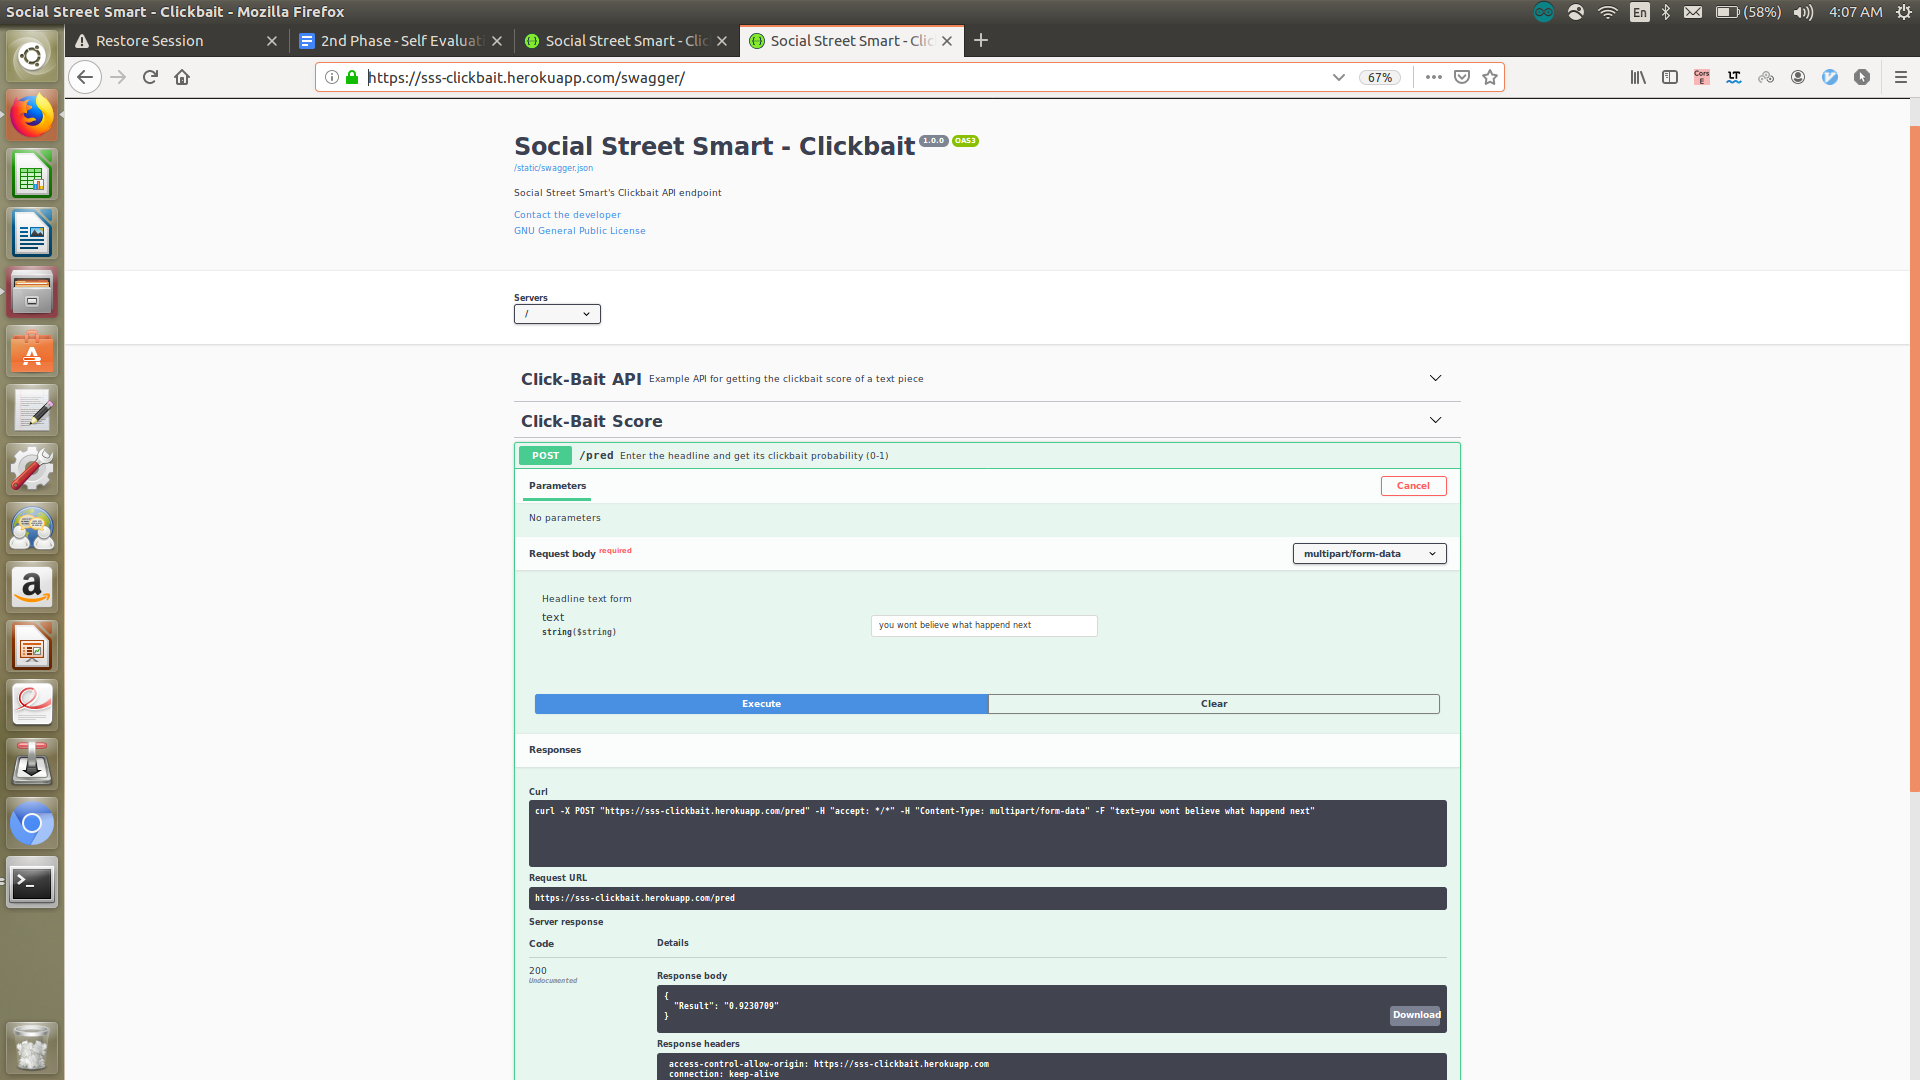 Social Street Smart - Clickbait - Mozilla Firefox
En
(58%)
4:07 AM
Restore Session
2nd Phase - Self Evaluat
Social Street Smart - Clic
Social Street Smart - Clic
https://sss-clickbait.herokuapp.com/swagger/
67%
Cors
E
LT
Social Street Smart - Clickbait 1.0.0 OAS3
/static/swagger.json
Social Street Smart's Clickbait API endpoint
Contact the developer
GNU General Public License
Servers
/
Click-Bait API Example API for getting the clickbait score of a text piece
Click-Bait Score
POST /pred Enter the headline and get its clickbait probability (0-1)
Parameters
Cancel
No parameters
Request body required
multipart/form-data
Headline text form
text
string($string)
you wont believe what happend next
Execute
Clear
Responses
Curl
curl -X POST "https://sss-clickbait.herokuapp.com/pred" -H "accept: */*" -H "Content-Type: multipart/form-data" -F "text=you wont believe what happend next"
Request URL
https://sss-clickbait.herokuapp.com/pred
Server response
Code
Details
200
Undocumented
Response body
{
"Result": "0.9230709"
}
Download
Response headers
access-control-allow-origin: https://sss-clickbait.herokuapp.com
connection: keep-alive